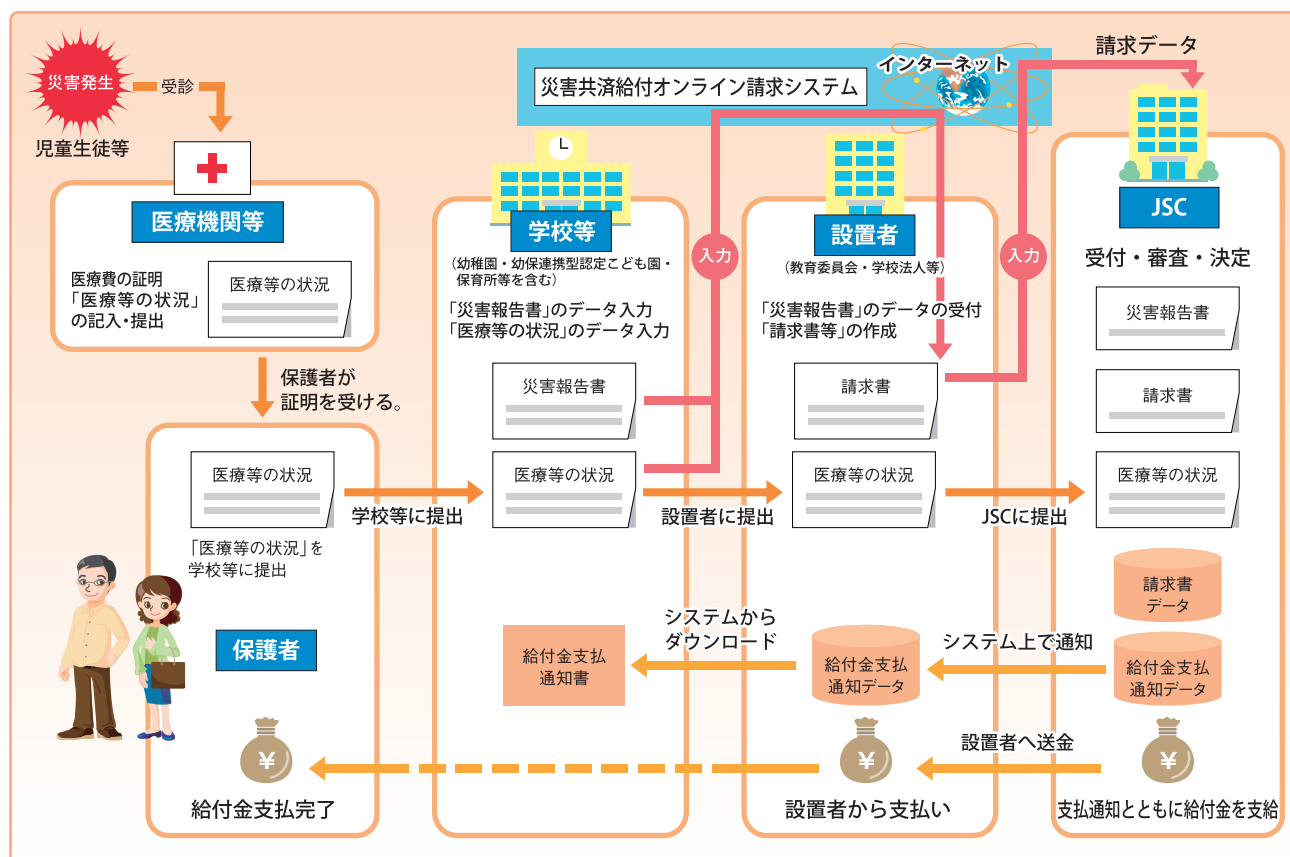 災害発生
受診
児童生徒等
災害共済給付オンライン請求システム
インターネット
請求データ
医療機関等
医療費の証明
「医療等の状況」
の記入・提出
医療等の状況
保護者が
証明を受ける。
医療等の状況
「医療等の状況」を
学校等に提出
保護者
¥
給付金支払完了
学校等に提出
学校等
（幼稚園・幼保連携型認定こども園・
保育所等を含む）
「災害報告書」のデータ入力
「医療等の状況」のデータ入力
災害報告書
医療等の状況
入力
設置者に提出
給付金支払
通知書
システムから
ダウンロード
設置者
（教育委員会・学校法人等）
「災害報告書」のデータの受付
「請求書等」の作成
請求書
医療等の状況
入力
JSCに提出
給付金支払
通知データ
システム上で通知
¥
設置者から支払い
設置者へ送金
JSC
受付・審査・決定
災害報告書
請求書
医療等の状況
請求書
データ
給付金支払
通知データ
¥
支払通知とともに給付金を支給